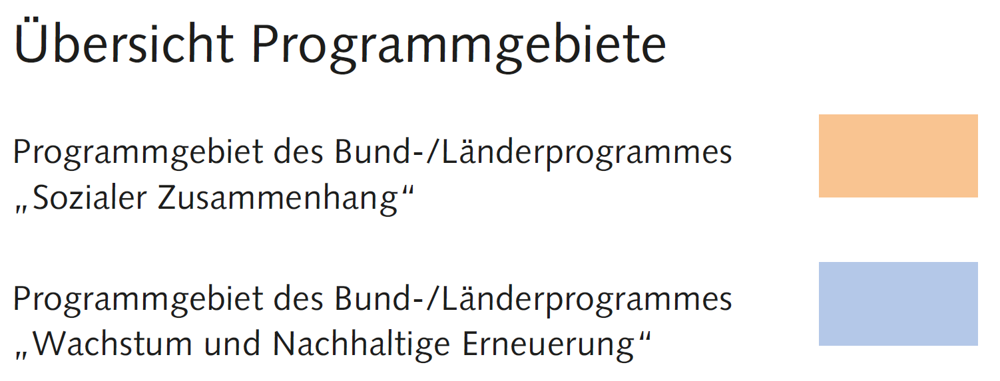 Übersicht Programmgebiete
Programmgebiet des Bund-/Länderprogrammes
„Sozialer Zusammenhang“
Programmgebiet des Bund-/Länderprogrammes
„Wachstum und Nachhaltige Erneuerung“